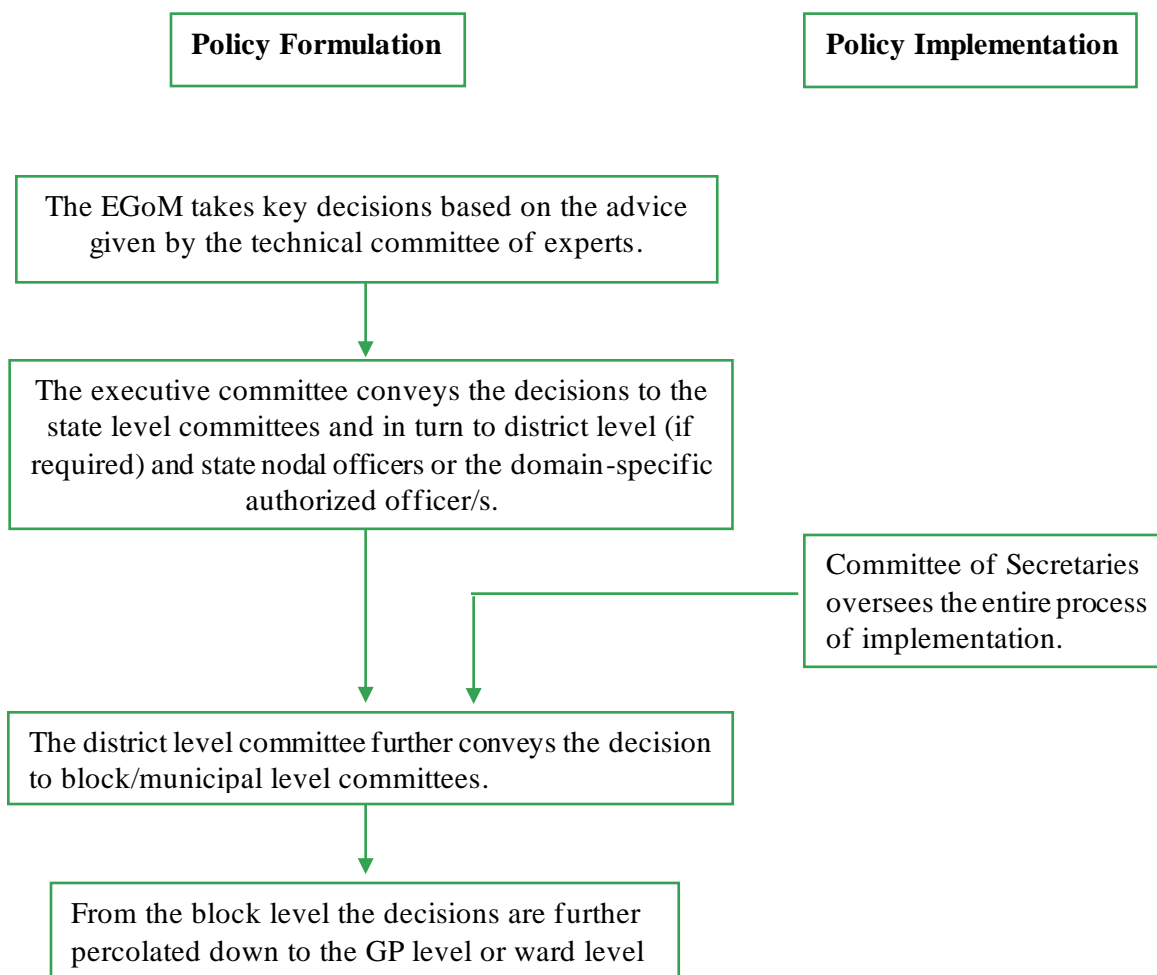 Policy Formulation
Policy Implementation
The EGoM takes key decisions based on the advice
given by the technical committee of experts.
The executive committee conveys the decisions to the
state level committees and in turn to district level (if
required) and state nodal officers or the domain-specific
authorized officer/s.
Committee of Secretaries
oversees the entire process
of implementation.
The district level committee further conveys the decision
to block/municipal level committees.
From the block level the decisions are further
percolated down to the GP level or ward level